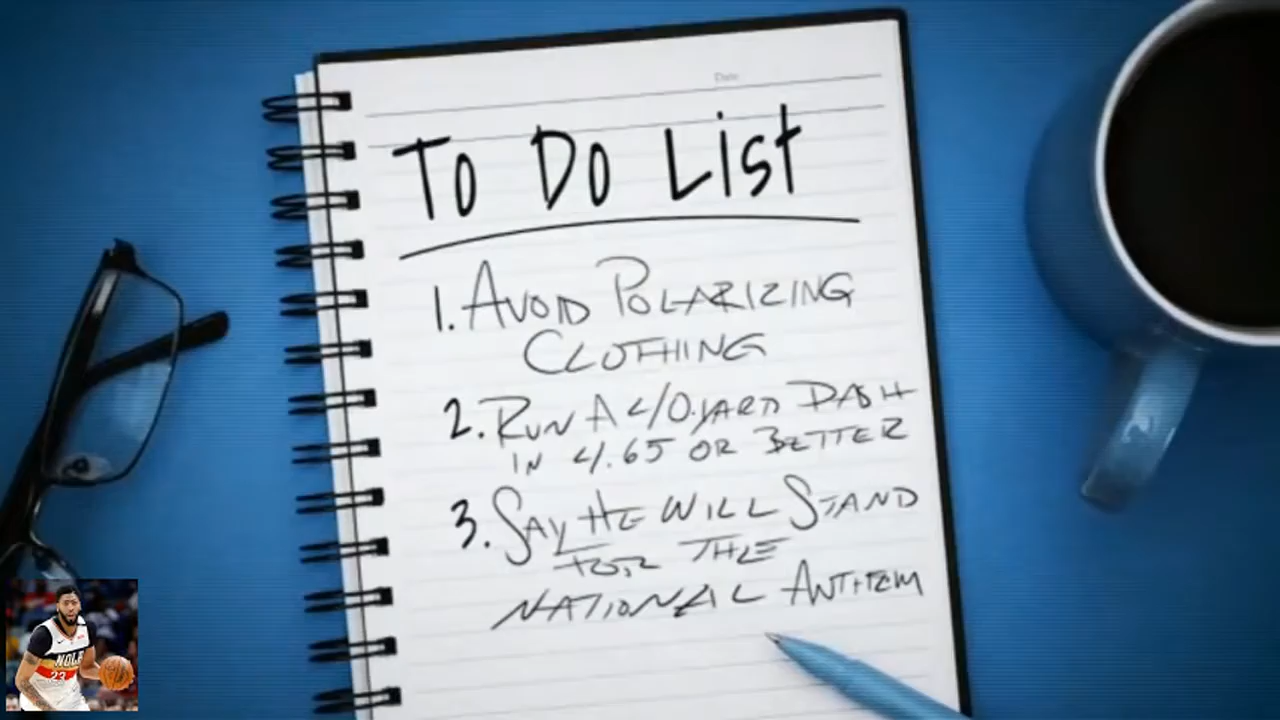 Date
To Do List
1. AVOID POLARIZING
CLOTHING
2. RUN A 40.YARD DASH
IN 4.65 OR BETTER
3. SAY HE WILL STAND
FOR THE
NATIONAL ANTHEM
NOLA
23